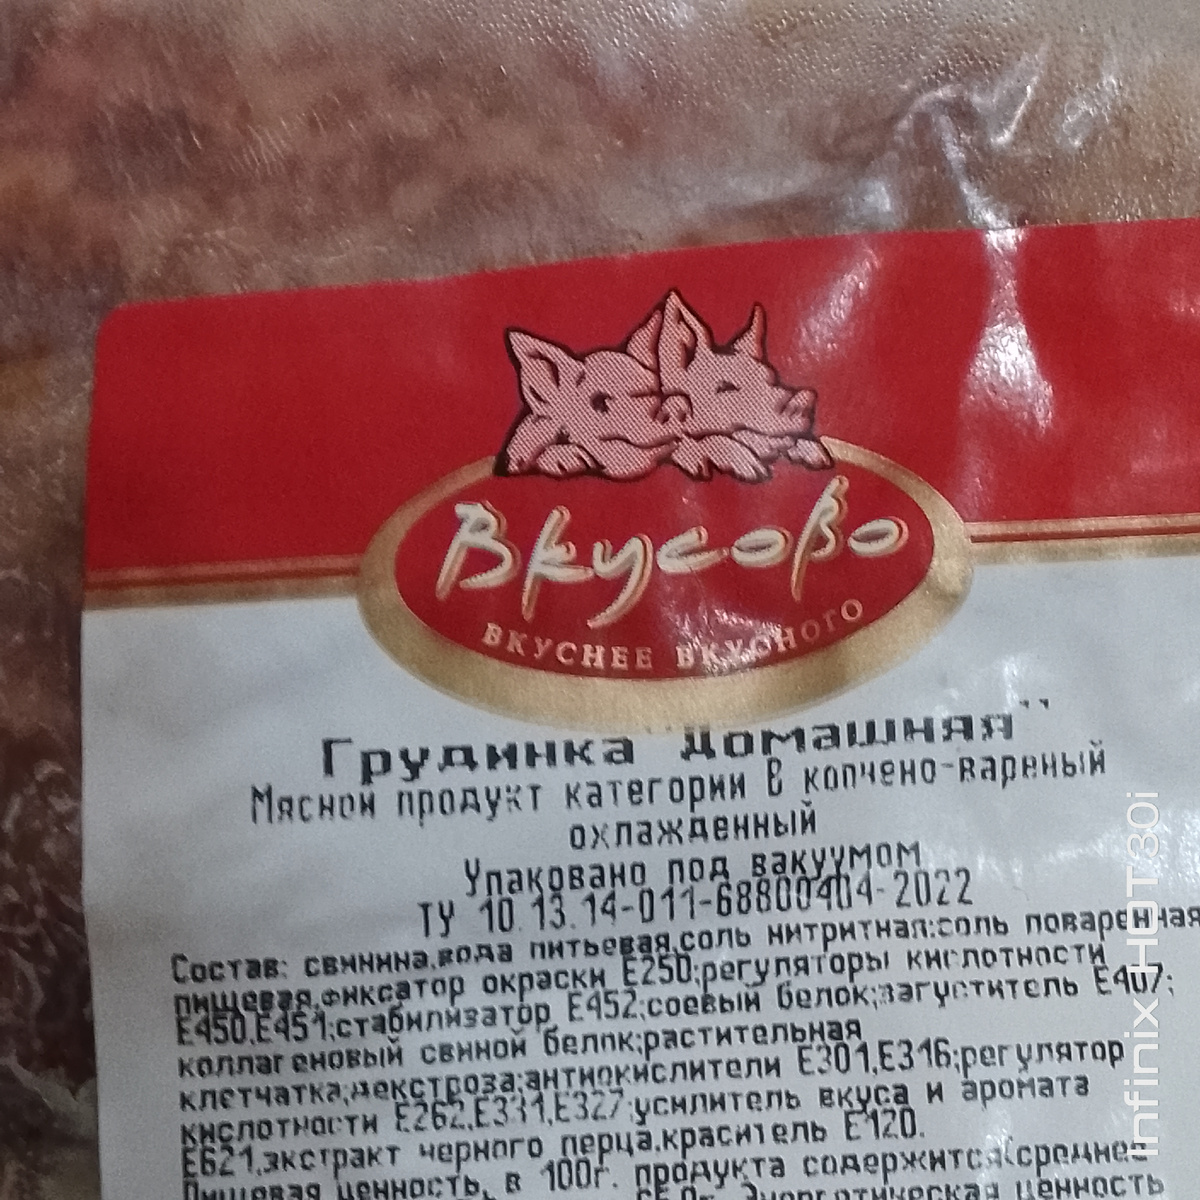 Вкусово
ВКУСНЕЕ ВКУСНОГО
Грудинка "Домашняя"
Мясной продукт категории В копчено-вареный
охлажденный
Упаковано под вакуумом
ТУ 10.13.14-011-68800404-2022
Состав: свинина,вода питьевая,соль нитритная:соль поваренная
пищевая,фиксатор окраски Е250;регуляторы кислотности
Е450,Е451;стабилизатор Е452;соевый белок;загуститель Е407;
коллагеновый свиной белок;растительная
клетчатка;декстроза;антиокислители Е301,Е316;регулятор
кислотности Е262,Е331,Е327;усилитель вкуса и аромата
Е621,экстракт черного перца,краситель Е120.
Пищевая ценность, в 100г. продукта содержится(среднее
Энергетическая ценность
Infinix HOT 30i